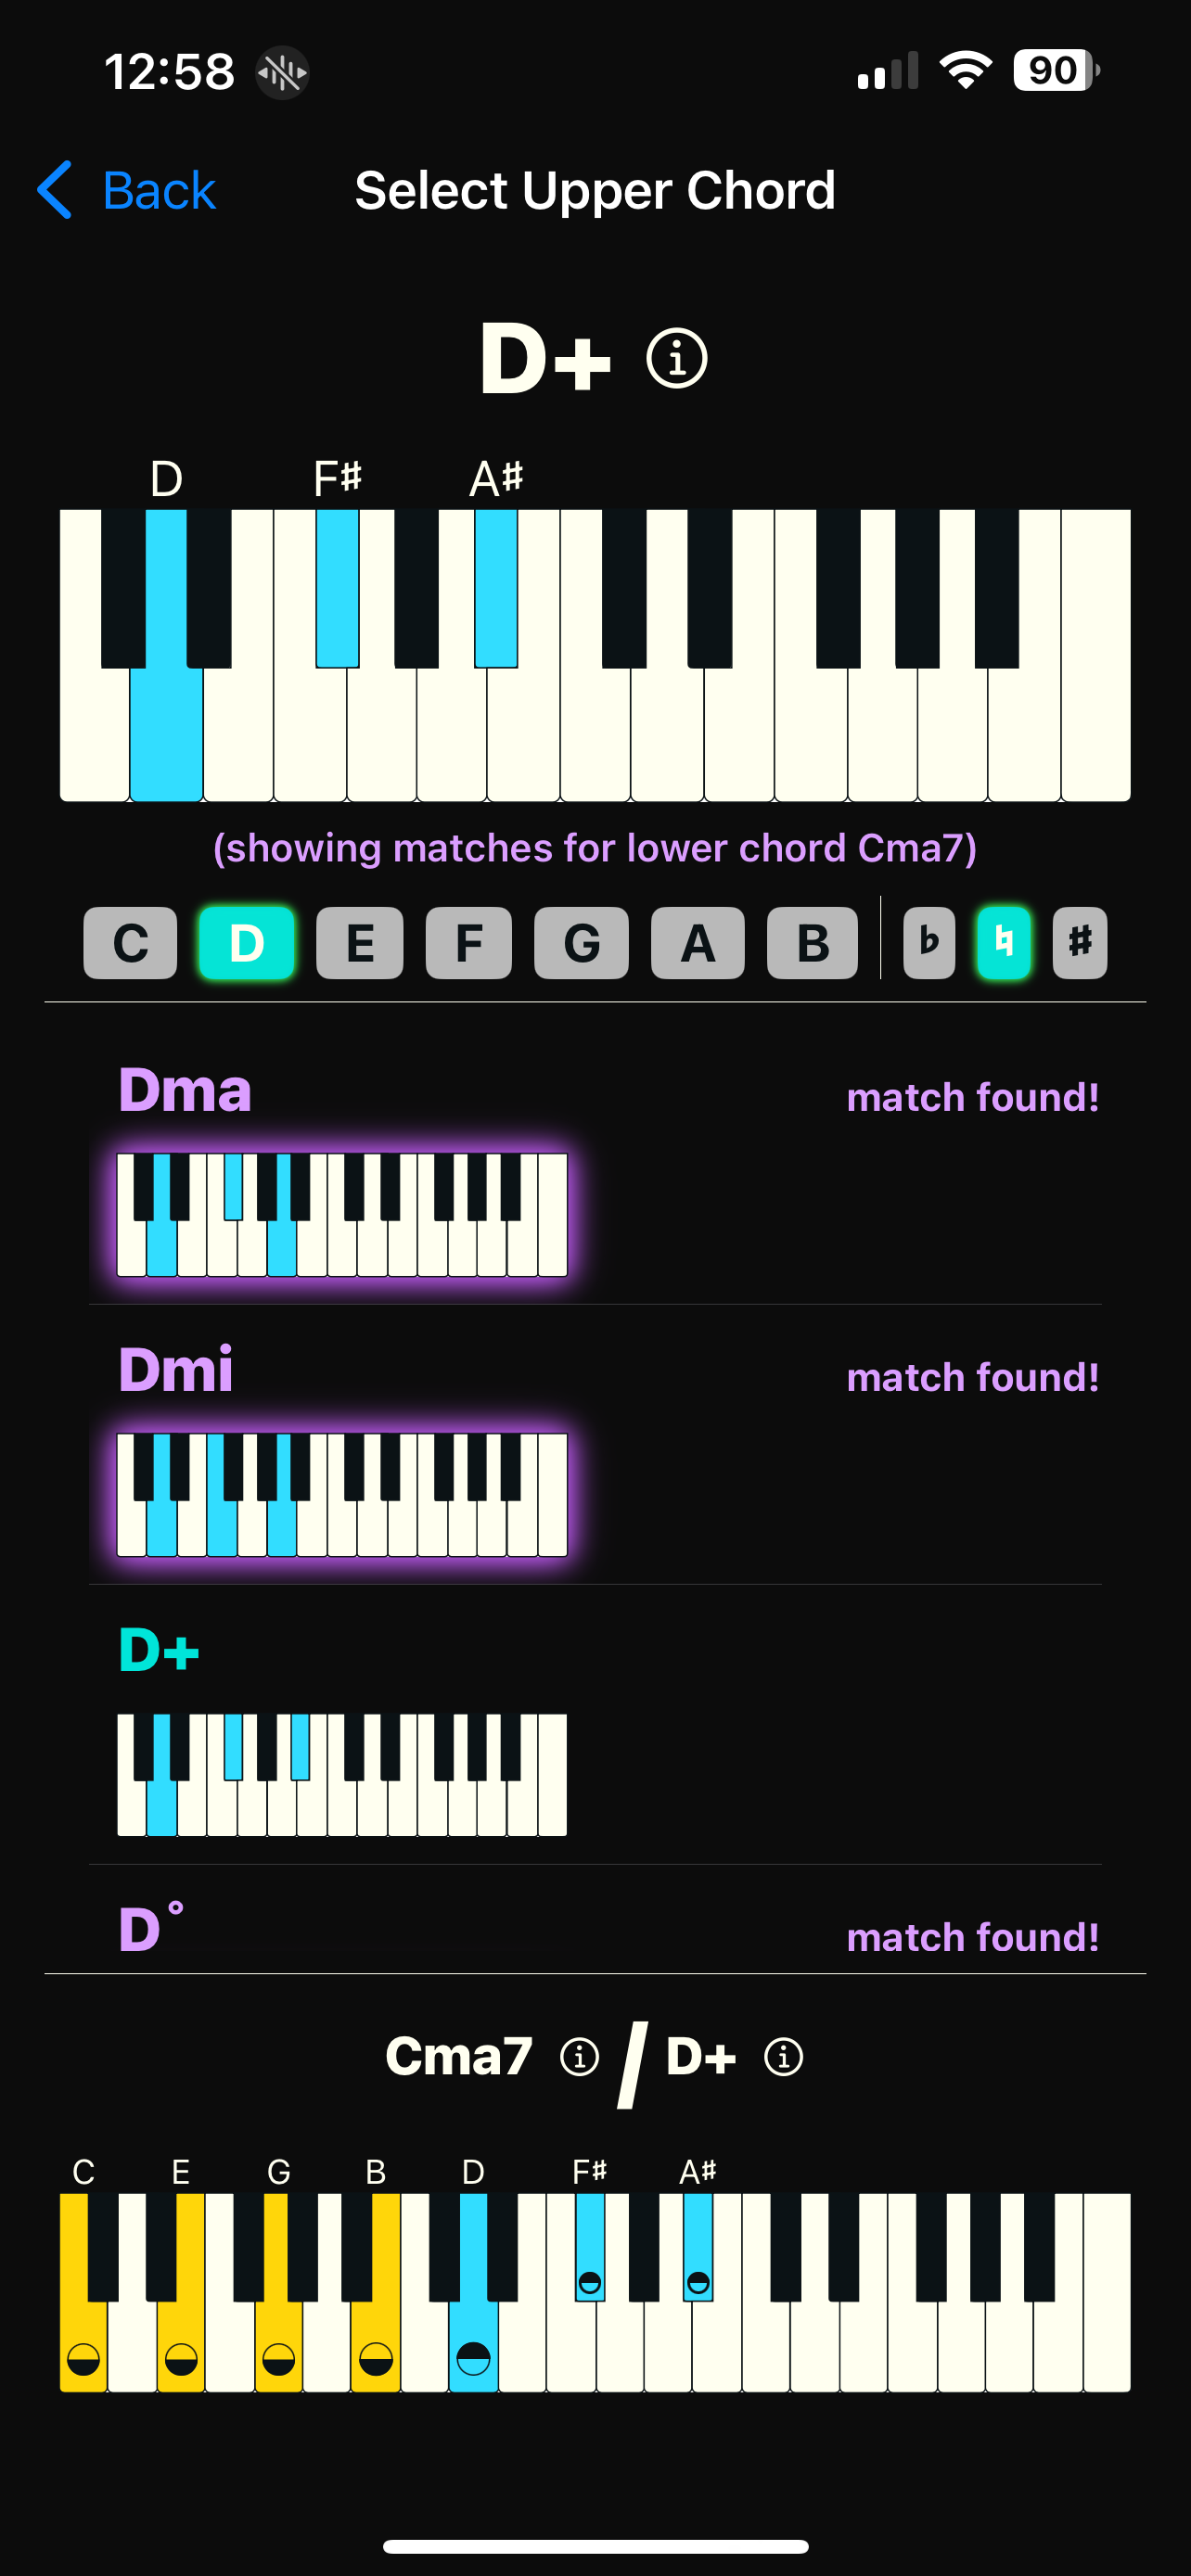 12:58
90
Back
Select Upper Chord
D+
D F♯ A♯
(showing matches for lower chord Cma7)
C D E F G A B ♭ ♮ ♯
Dma match found!
Dmi match found!
D+
D° match found!
Cma7 / D+
C E G B D F♯ A♯